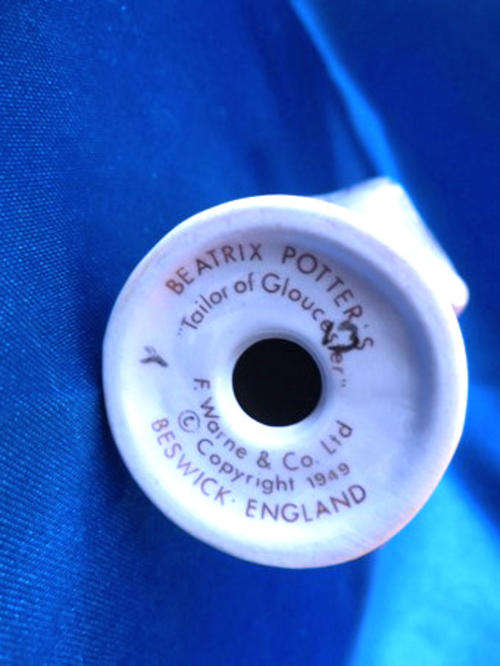 BEATRIX POTTER'S
"Tailor of Gloucester"
F. Warne & Co. Ltd
© Copyright 1949
BESWICK · ENGLAND